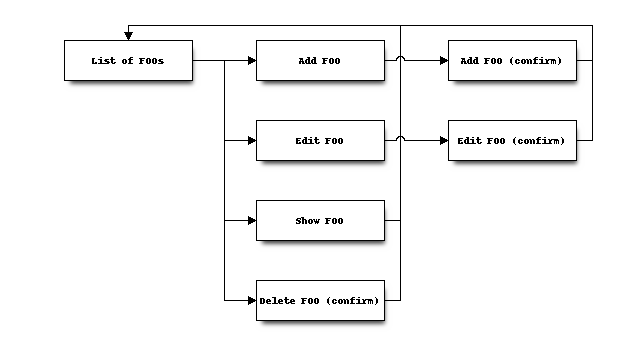 List of FOOs
Add FOO
Add FOO (confirm)
Edit FOO
Edit FOO (confirm)
Show FOO
Delete FOO (confirm)